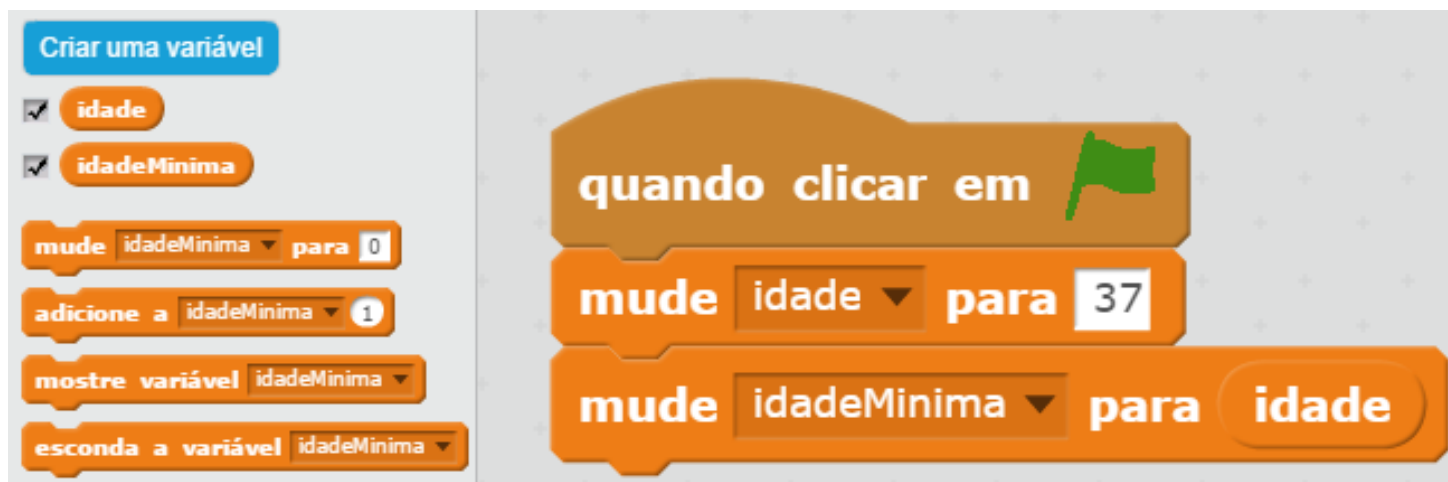 Criar uma variável
idade
idadeMinima
mude idadeMinima para 0
adicione a idadeMinima 1
mostre variável idadeMinima
esconda a variável idadeMinima
quando clicar em
mude idade para 37
mude idadeMinima para idade